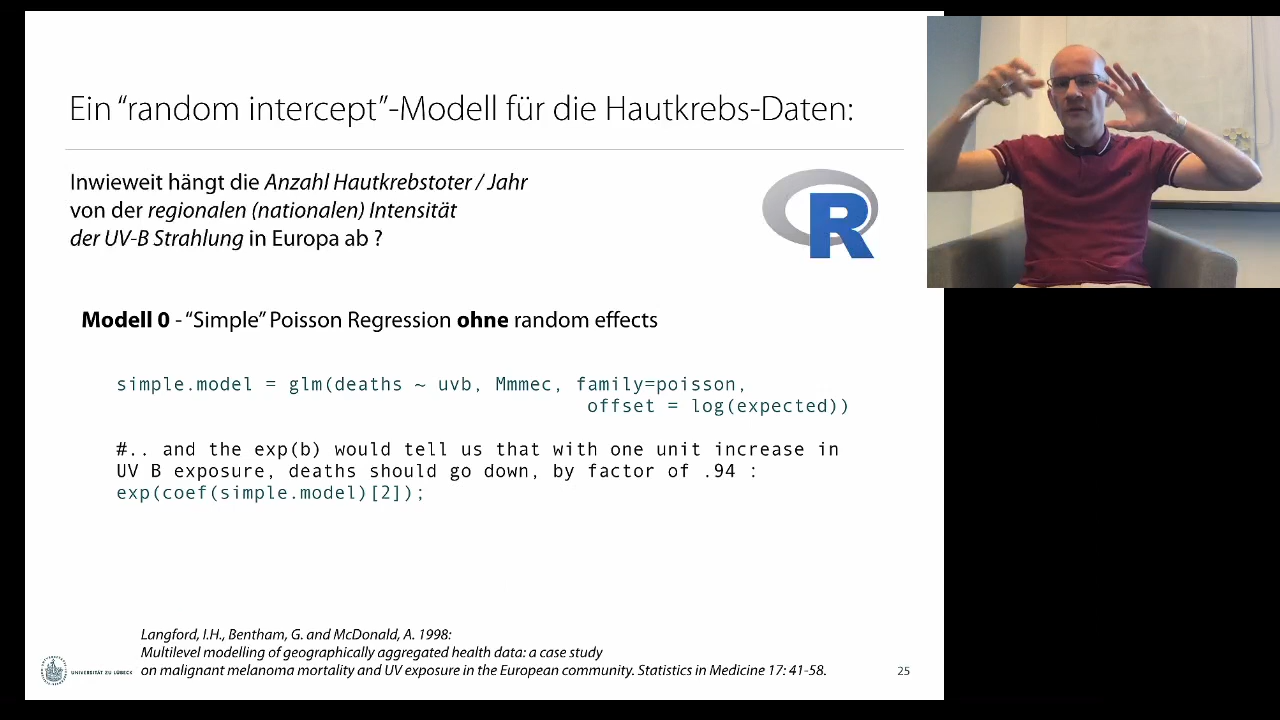 Ein “random intercept”-Modell für die Hautkrebs-Daten:
Inwieweit hängt die Anzahl Hautkrebstoter / Jahr
von der regionalen (nationalen) Intensität
der UV-B Strahlung in Europa ab ?
R
Modell 0 - “Simple” Poisson Regression ohne random effects
simple.model = glm(deaths ~ uvb, Mmmec, family=poisson,
offset = log(expected))
#.. and the exp(b) would tell us that with one unit increase in
UV B exposure, deaths should go down, by factor of .94 :
exp(coef(simple.model)[2]);
Langford, I.H., Bentham, G. and McDonald, A. 1998:
Multilevel modelling of geographically aggregated health data: a case study
on malignant melanoma mortality and UV exposure in the European community. Statistics in Medicine 17: 41-58.
UNIVERSITÄT ZU LÜBECK
25